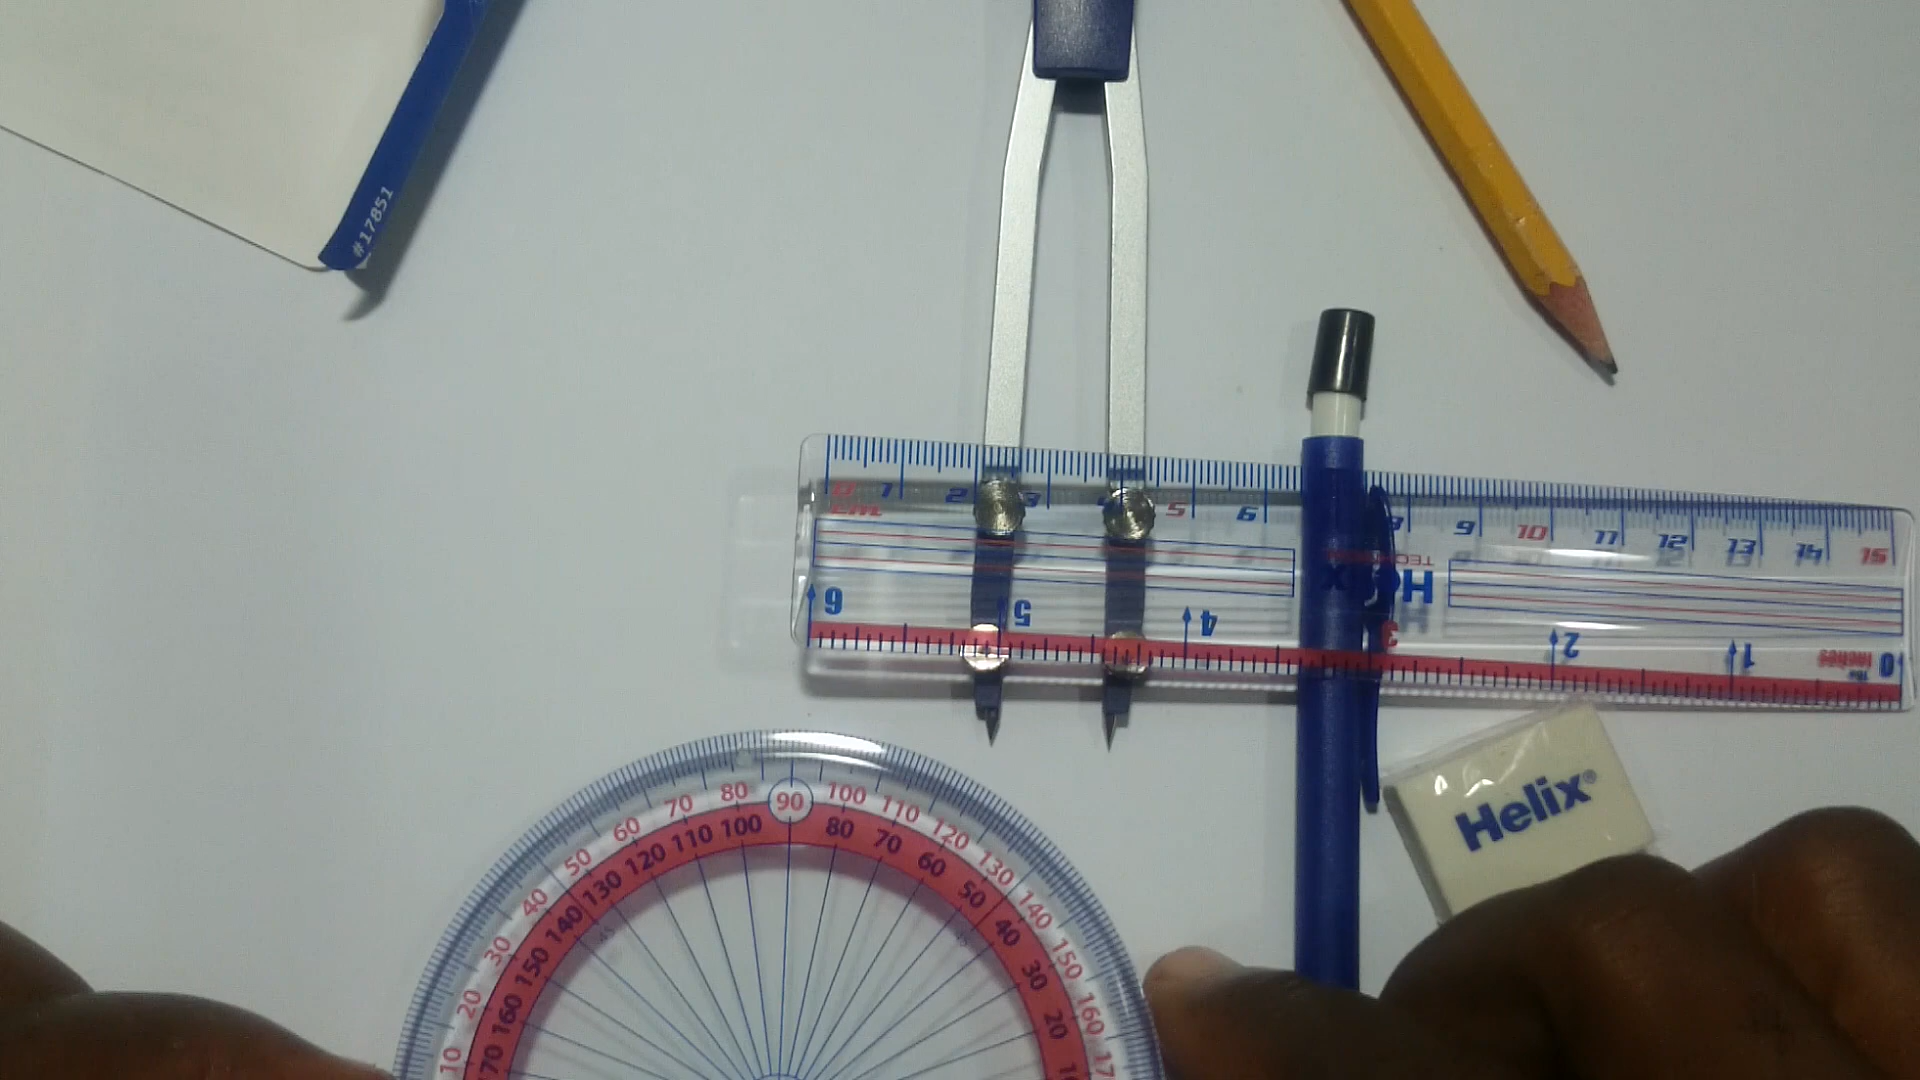 #17851
0 1 2 3 4 5 6 8 9 10 11 12 13 14 15
cm
TEC
Helix
6 5 4 3 2 1 0
inches
Helix®
10 20 30 40 50 60 70 80 90 100 110 120 130 140 150 160 17
170 160 150 140 130 120 110 100 80 70 60 50 40 30 20 1